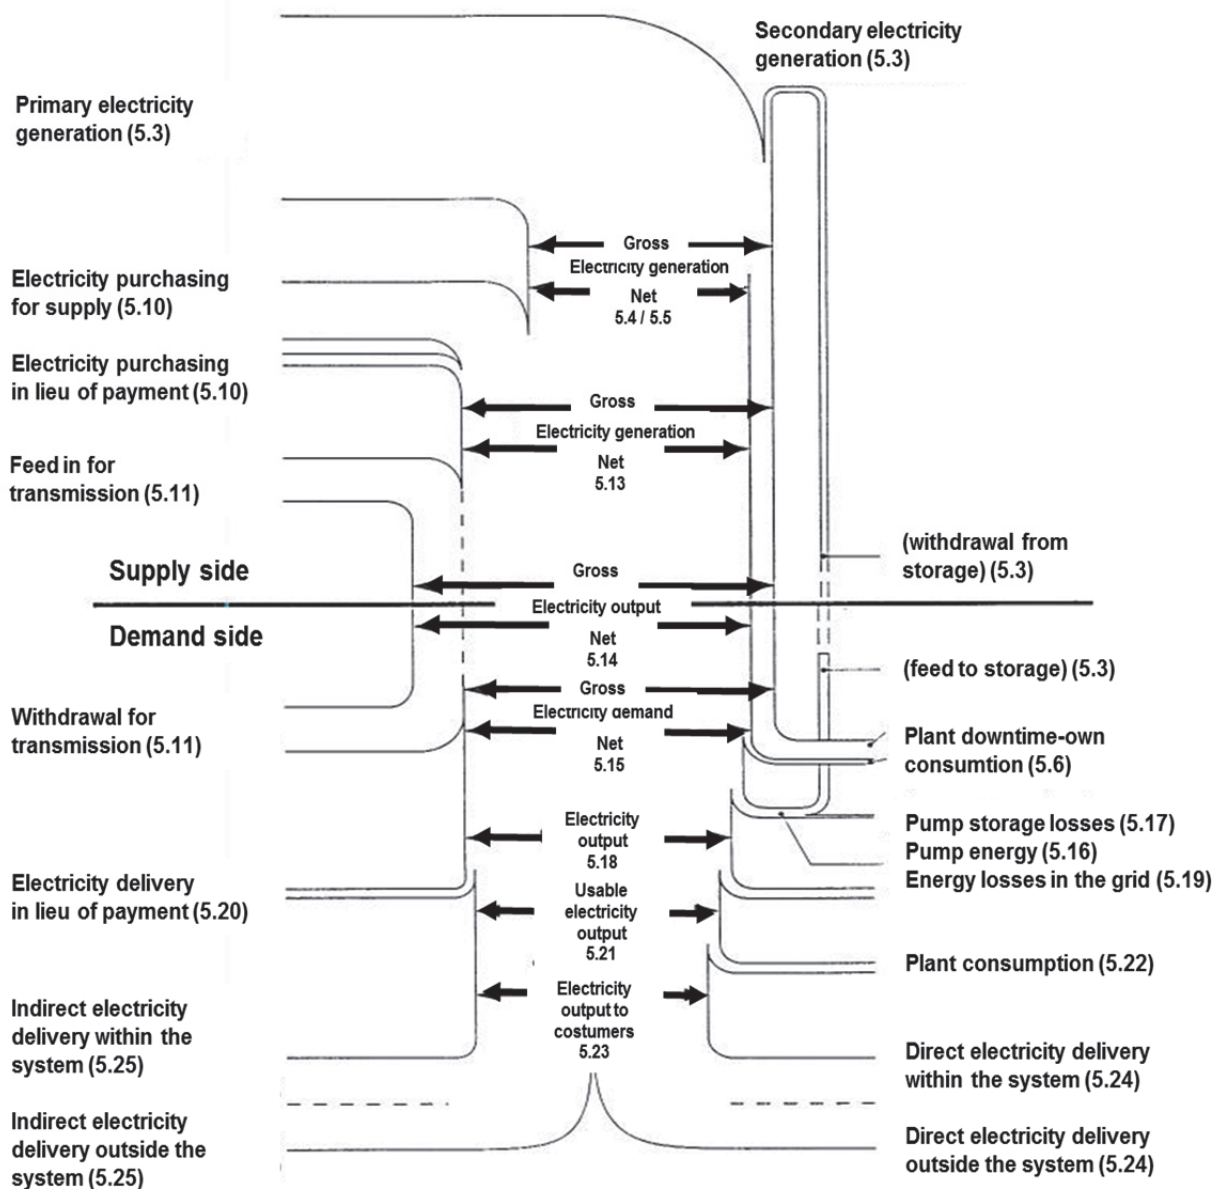 Secondary electricity
generation (5.3)
Primary electricity
generation (5.3)
Gross
Electricity generation
Net
5.4 / 5.5
Electricity purchasing
for supply (5.10)
Electricity purchasing
in lieu of payment (5.10)
Gross
Electricity generation
Net
5.13
Feed in for
transmission (5.11)
(withdrawal from
storage) (5.3)
Supply side
Gross
Electricity output
Demand side
Net
5.14
(feed to storage) (5.3)
Gross
Electricity demand
Net
5.15
Withdrawal for
transmission (5.11)
Plant downtime-own
consumtion (5.6)
Electricity
output
5.18
Pump storage losses (5.17)
Pump energy (5.16)
Energy losses in the grid (5.19)
Electricity delivery
in lieu of payment (5.20)
Usable
electricity
output
5.21
Plant consumption (5.22)
Electricity
output to
costumers
5.23
Indirect electricity
delivery within the
system (5.25)
Direct electricity delivery
within the system (5.24)
Indirect electricity
delivery outside the
system (5.25)
Direct electricity delivery
outside the system (5.24)